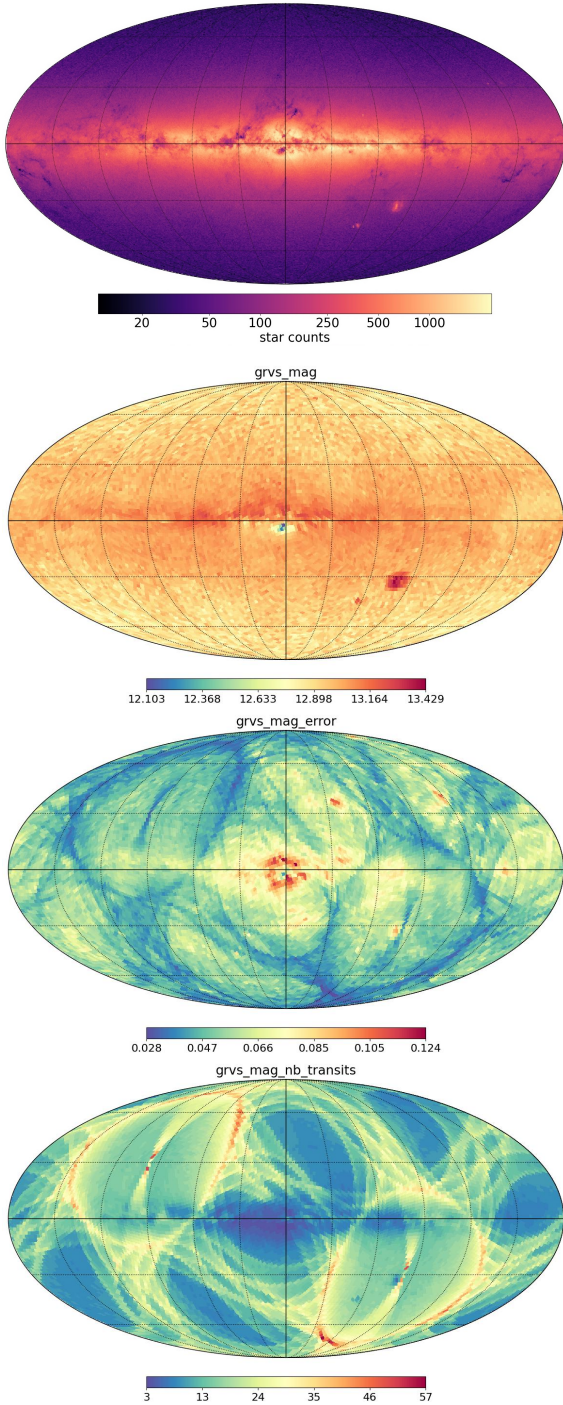 20 50 100 250 500 1000
star counts
grvs_mag
12.103 12.368 12.633 12.898 13.164 13.429
grvs_mag_error
0.028 0.047 0.066 0.085 0.105 0.124
grvs_mag_nb_transits
3 13 24 35 46 57